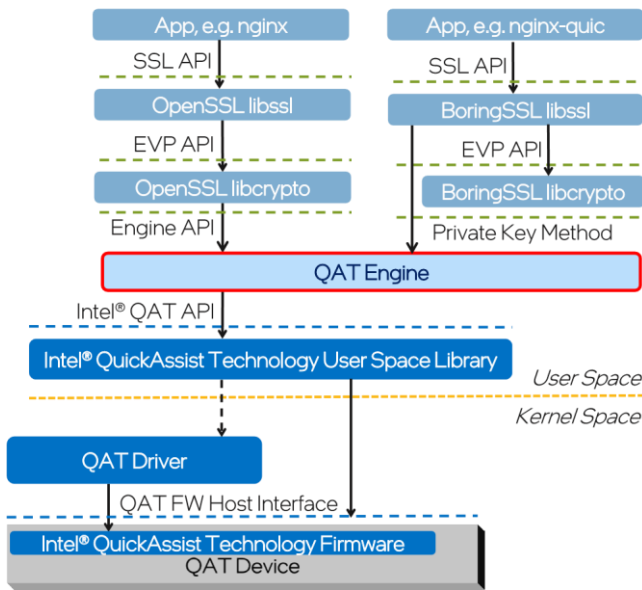 App, e.g. nginx
App, e.g. nginx-quic
SSL API
SSL API
OpenSSL libssl
BoringSSL libssl
EVP API
EVP API
OpenSSL libcrypto
BoringSSL libcrypto
Engine API
Private Key Method
QAT Engine
Intel® QAT API
Intel® QuickAssist Technology User Space Library
User Space
Kernel Space
QAT Driver
QAT FW Host Interface
Intel® QuickAssist Technology Firmware
QAT Device